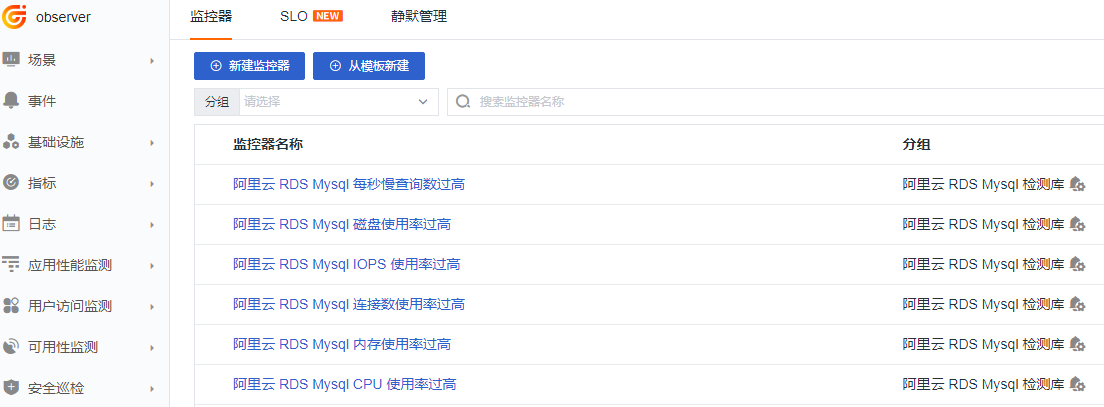 observer
监控器 SLO NEW 静默管理
场景
事件
基础设施
指标
日志
应用性能监测
用户访问监测
可用性监测
安全巡检
新建监控器 从模板新建
分组 请选择 搜索监控器名称
监控器名称 分组
阿里云 RDS Mysql 每秒慢查询数过高 阿里云 RDS Mysql 检测库
阿里云 RDS Mysql 磁盘使用率过高 阿里云 RDS Mysql 检测库
阿里云 RDS Mysql IOPS 使用率过高 阿里云 RDS Mysql 检测库
阿里云 RDS Mysql 连接数使用率过高 阿里云 RDS Mysql 检测库
阿里云 RDS Mysql 内存使用率过高 阿里云 RDS Mysql 检测库
阿里云 RDS Mysql CPU 使用率过高 阿里云 RDS Mysql 检测库